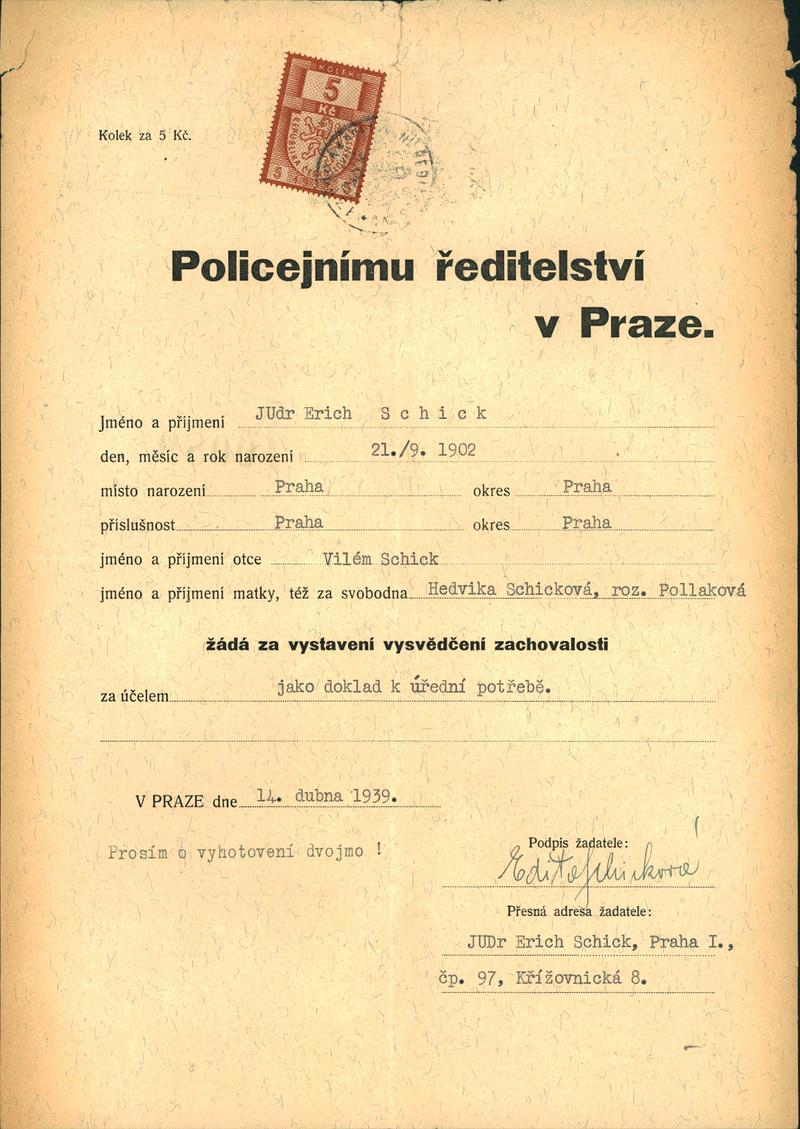 KOLEK
5
Kč
Kolek za 5 Kč.
Policejnímu ředitelství
v Praze.
Jméno a příjmení JUdr Erich Schick
den, měsíc a rok narození 21./9. 1902
místo narození Praha okres Praha
příslušnost Praha okres Praha
jméno a příjmení otce Vilém Schick
jméno a příjmení matky, též za svobodna Hedvika Schicková, roz. Pollaková
žádá za vystavení vysvědčení zachovalosti
za účelem jako doklad k úřední potřebě.
V PRAZE dne 14. dubna 1939.
Prosím o vyhotovení dvojmo !
Podpis žadatele:
Edita Schicková
Přesná adresa žadatele:
JUDr Erich Schick, Praha I.,
čp. 97, Křížovnická 8.